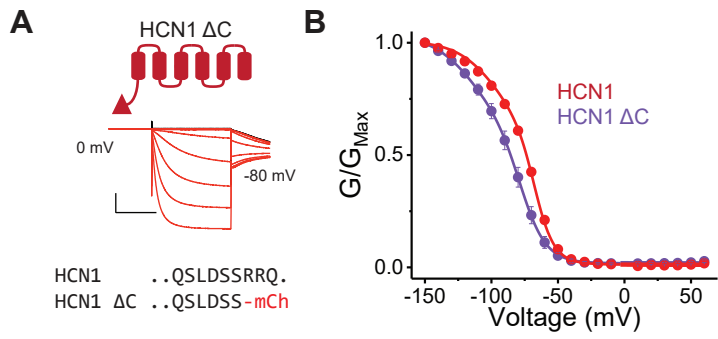 A
HCN1 ΔC
0 mV
-80 mV
HCN1 ..QSLDSSRRQ.
HCN1 ΔC ..QSLDSS-mCh
B
1.0
0.5
0.0
G/GMax
HCN1
HCN1 ΔC
-150 -100 -50 0 50
Voltage (mV)